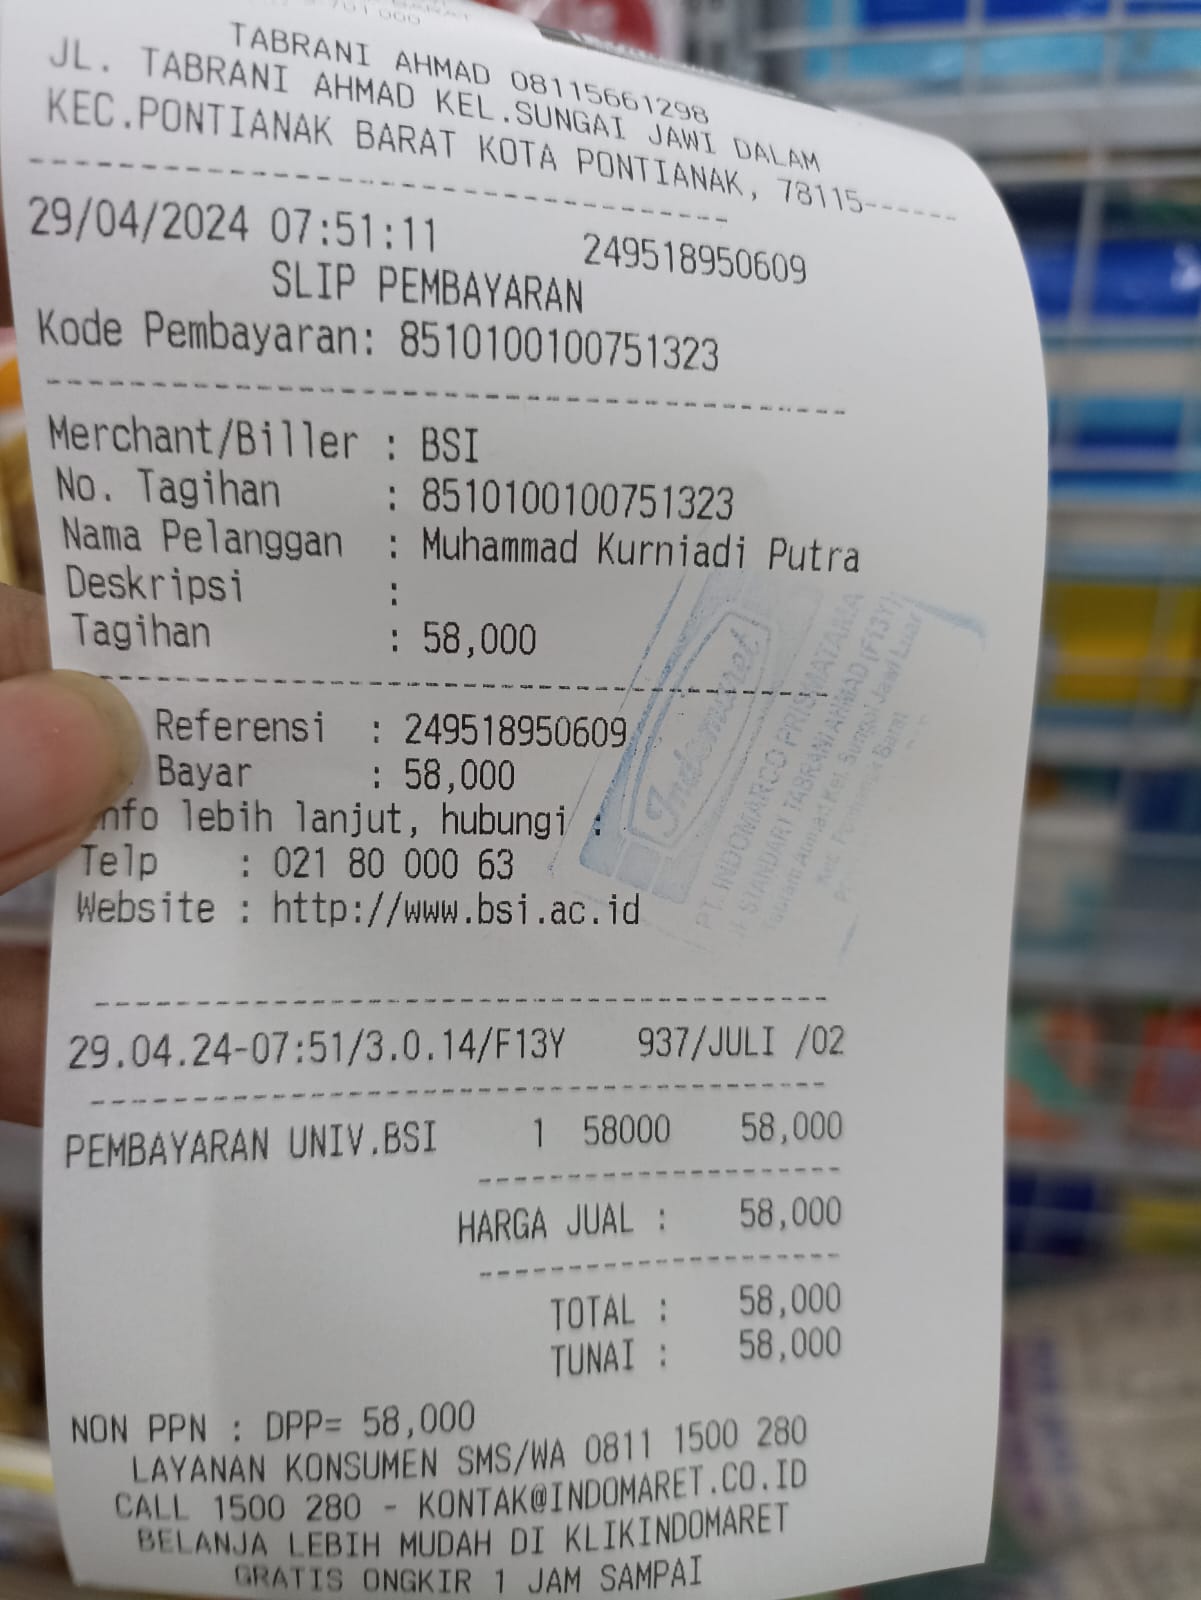 TABRANI AHMAD 08115661298
JL. TABRANI AHMAD KEL.SUNGAI JAWI DALAM
KEC.PONTIANAK BARAT KOTA PONTIANAK, 78115------
29/04/2024 07:51:11 249518950609
SLIP PEMBAYARAN
Kode Pembayaran: 8510100100751323
Merchant/Biller : BSI
No. Tagihan : 8510100100751323
Nama Pelanggan : Muhammad Kurniadi Putra
Deskripsi :
Tagihan : 58,000
Referensi : 249518950609
Bayar : 58,000
Info lebih lanjut, hubungi :
Telp : 021 80 000 63
Website : http://www.bsi.ac.id
Indomaret
PT. INDOMARCO PRISMATAMA
Jl. STANDART TABRANI AHMAD (F13Y)
29.04.24-07:51/3.0.14/F13Y 937/JULI /02
PEMBAYARAN UNIV.BSI 1 58000 58,000
HARGA JUAL : 58,000
TOTAL : 58,000
TUNAI : 58,000
NON PPN : DPP= 58,000
LAYANAN KONSUMEN SMS/WA 0811 1500 280
CALL 1500 280 - KONTAK@INDOMARET.CO.ID
BELANJA LEBIH MUDAH DI KLIKINDOMARET
GRATIS ONGKIR 1 JAM SAMPAI